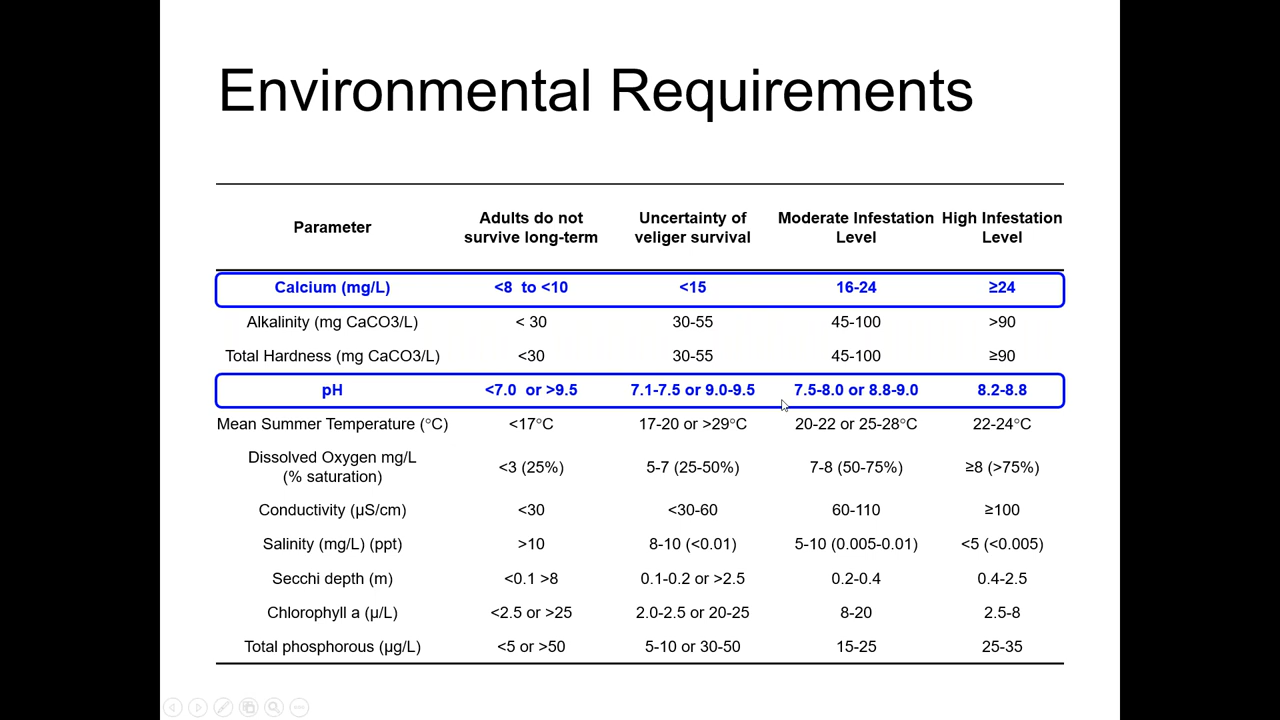 Environmental Requirements
Parameter
Adults do not
survive long-term
Uncertainty of
veliger survival
Moderate Infestation
Level
High Infestation
Level
Calcium (mg/L) <8 to <10 <15 16-24 ≥24
Alkalinity (mg CaCO3/L) < 30 30-55 45-100 >90
Total Hardness (mg CaCO3/L) <30 30-55 45-100 ≥90
pH <7.0 or >9.5 7.1-7.5 or 9.0-9.5 7.5-8.0 or 8.8-9.0 8.2-8.8
Mean Summer Temperature (°C) <17°C 17-20 or >29°C 20-22 or 25-28°C 22-24°C
Dissolved Oxygen mg/L
(% saturation) <3 (25%) 5-7 (25-50%) 7-8 (50-75%) ≥8 (>75%)
Conductivity (µS/cm) <30 <30-60 60-110 ≥100
Salinity (mg/L) (ppt) >10 8-10 (<0.01) 5-10 (0.005-0.01) <5 (<0.005)
Secchi depth (m) <0.1 >8 0.1-0.2 or >2.5 0.2-0.4 0.4-2.5
Chlorophyll a (µ/L) <2.5 or >25 2.0-2.5 or 20-25 8-20 2.5-8
Total phosphorous (µg/L) <5 or >50 5-10 or 30-50 15-25 25-35